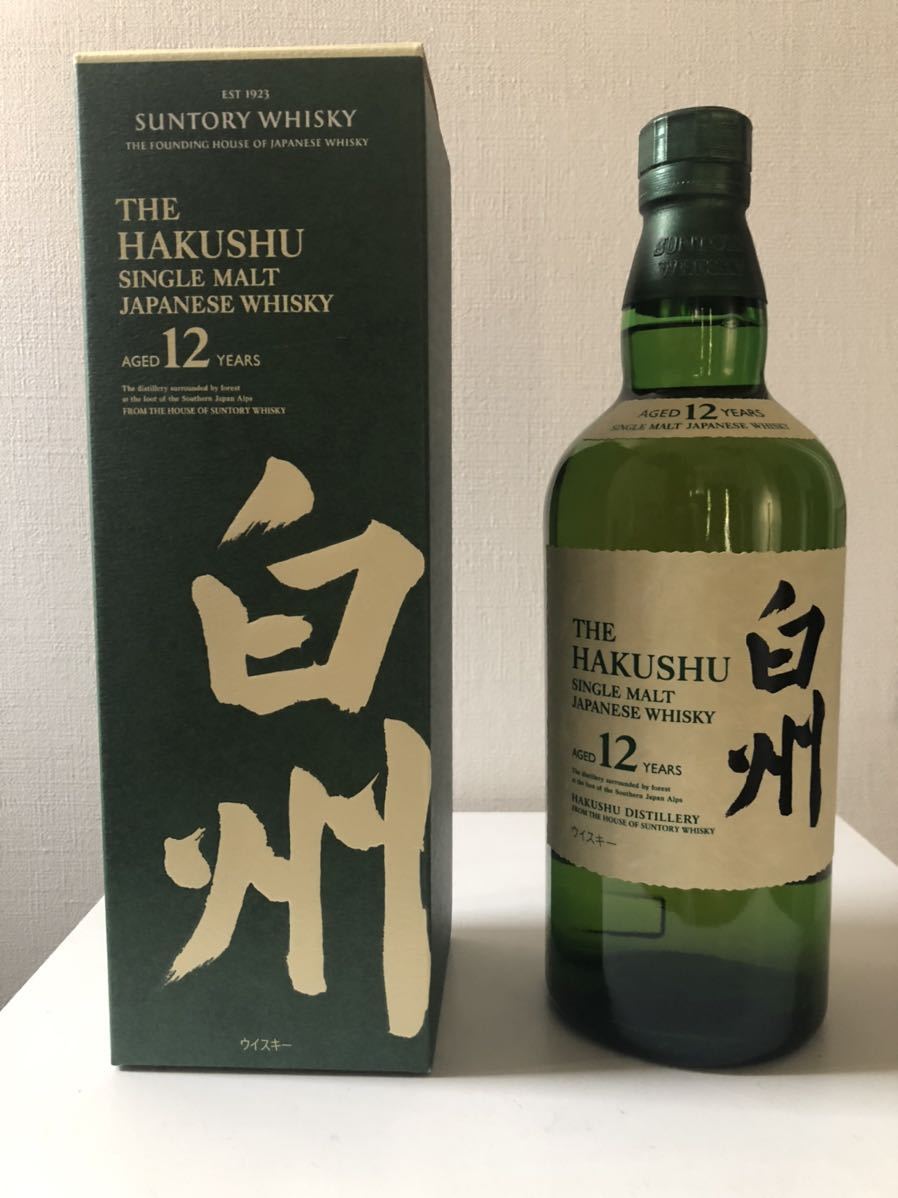 EST 1923
SUNTORY WHISKY
THE FOUNDING HOUSE OF JAPANESE WHISKY
THE
HAKUSHU
SINGLE MALT
JAPANESE WHISKY
AGED 12 YEARS
The distillery surrounded by forest
at the foot of the Southern Japan Alps
FROM THE HOUSE OF SUNTORY WHISKY
白州
ウイスキー
SUNTORY
WHISKY
AGED 12 YEARS
SINGLE MALT JAPANESE WHISKY
THE
HAKUSHU
SINGLE MALT
JAPANESE WHISKY
AGED 12 YEARS
The distillery surrounded by forest
at the foot of the Southern Japan Alps
HAKUSHU DISTILLERY
FROM THE HOUSE OF SUNTORY WHISKY
ウイスキー
白州